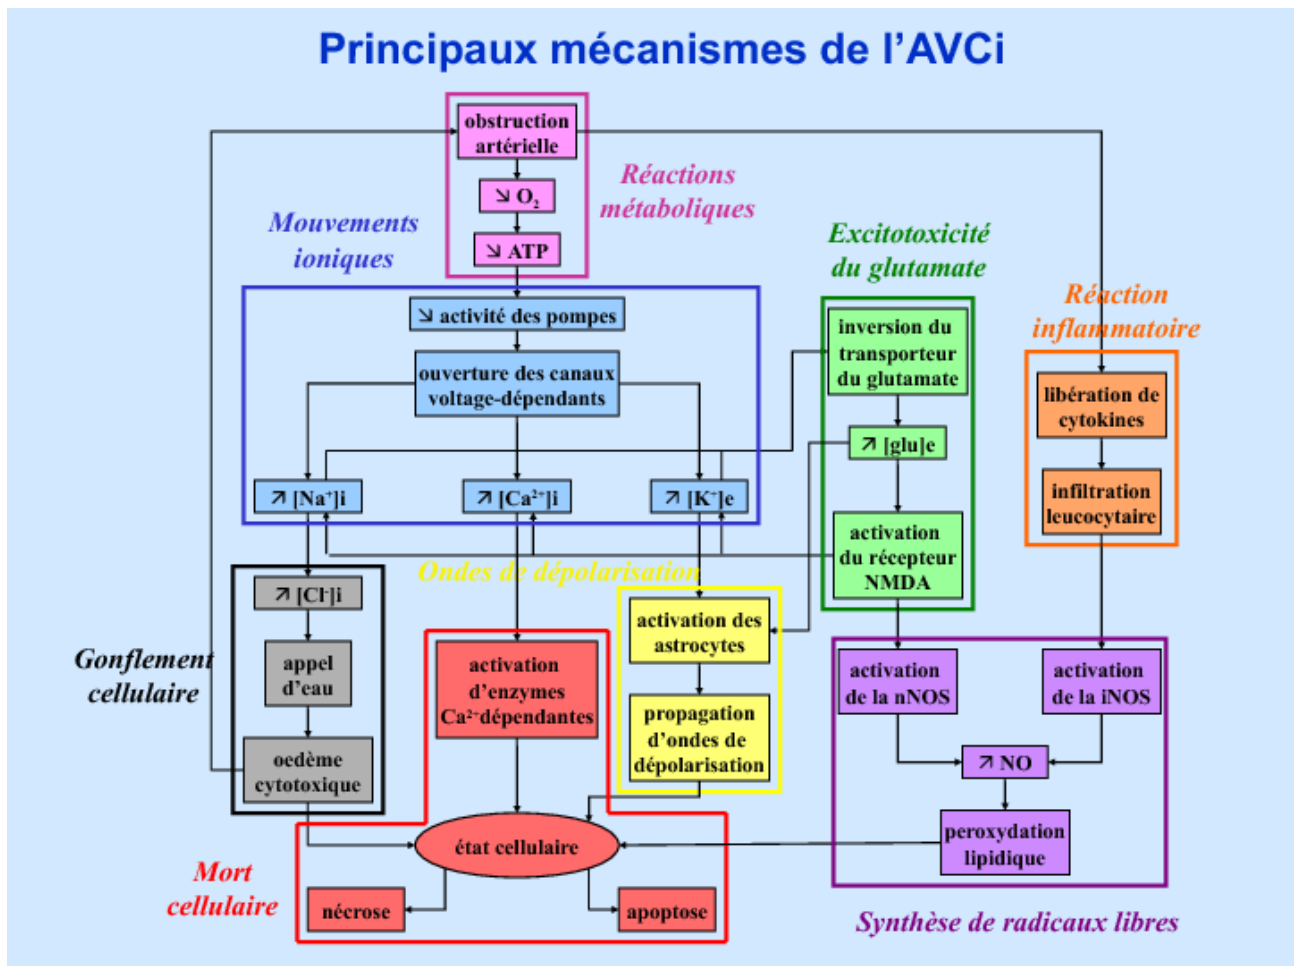 Principaux mécanismes de l'AVCi
obstruction
artérielle
↘ O₂
↘ ATP
Réactions
métaboliques
Mouvements
ioniques
↘ activité des pompes
ouverture des canaux
voltage-dépendants
↗ [Na⁺]i
↗ [Ca²⁺]i
↗ [K⁺]e
Excitotoxicité
du glutamate
inversion du
transporteur
du glutamate
↗ [glu]e
activation
du récepteur
NMDA
Réaction
inflammatoire
libération de
cytokines
infiltration
leucocytaire
Ondes de dépolarisation
activation des
astrocytes
propagation
d'ondes de
dépolarisation
Gonflement
cellulaire
↗ [Cl⁻]i
appel
d'eau
oedème
cytotoxique
activation
d'enzymes
Ca²⁺dépendantes
état cellulaire
nécrose
apoptose
Mort
cellulaire
activation
de la nNOS
activation
de la iNOS
↗ NO
peroxydation
lipidique
Synthèse de radicaux libres